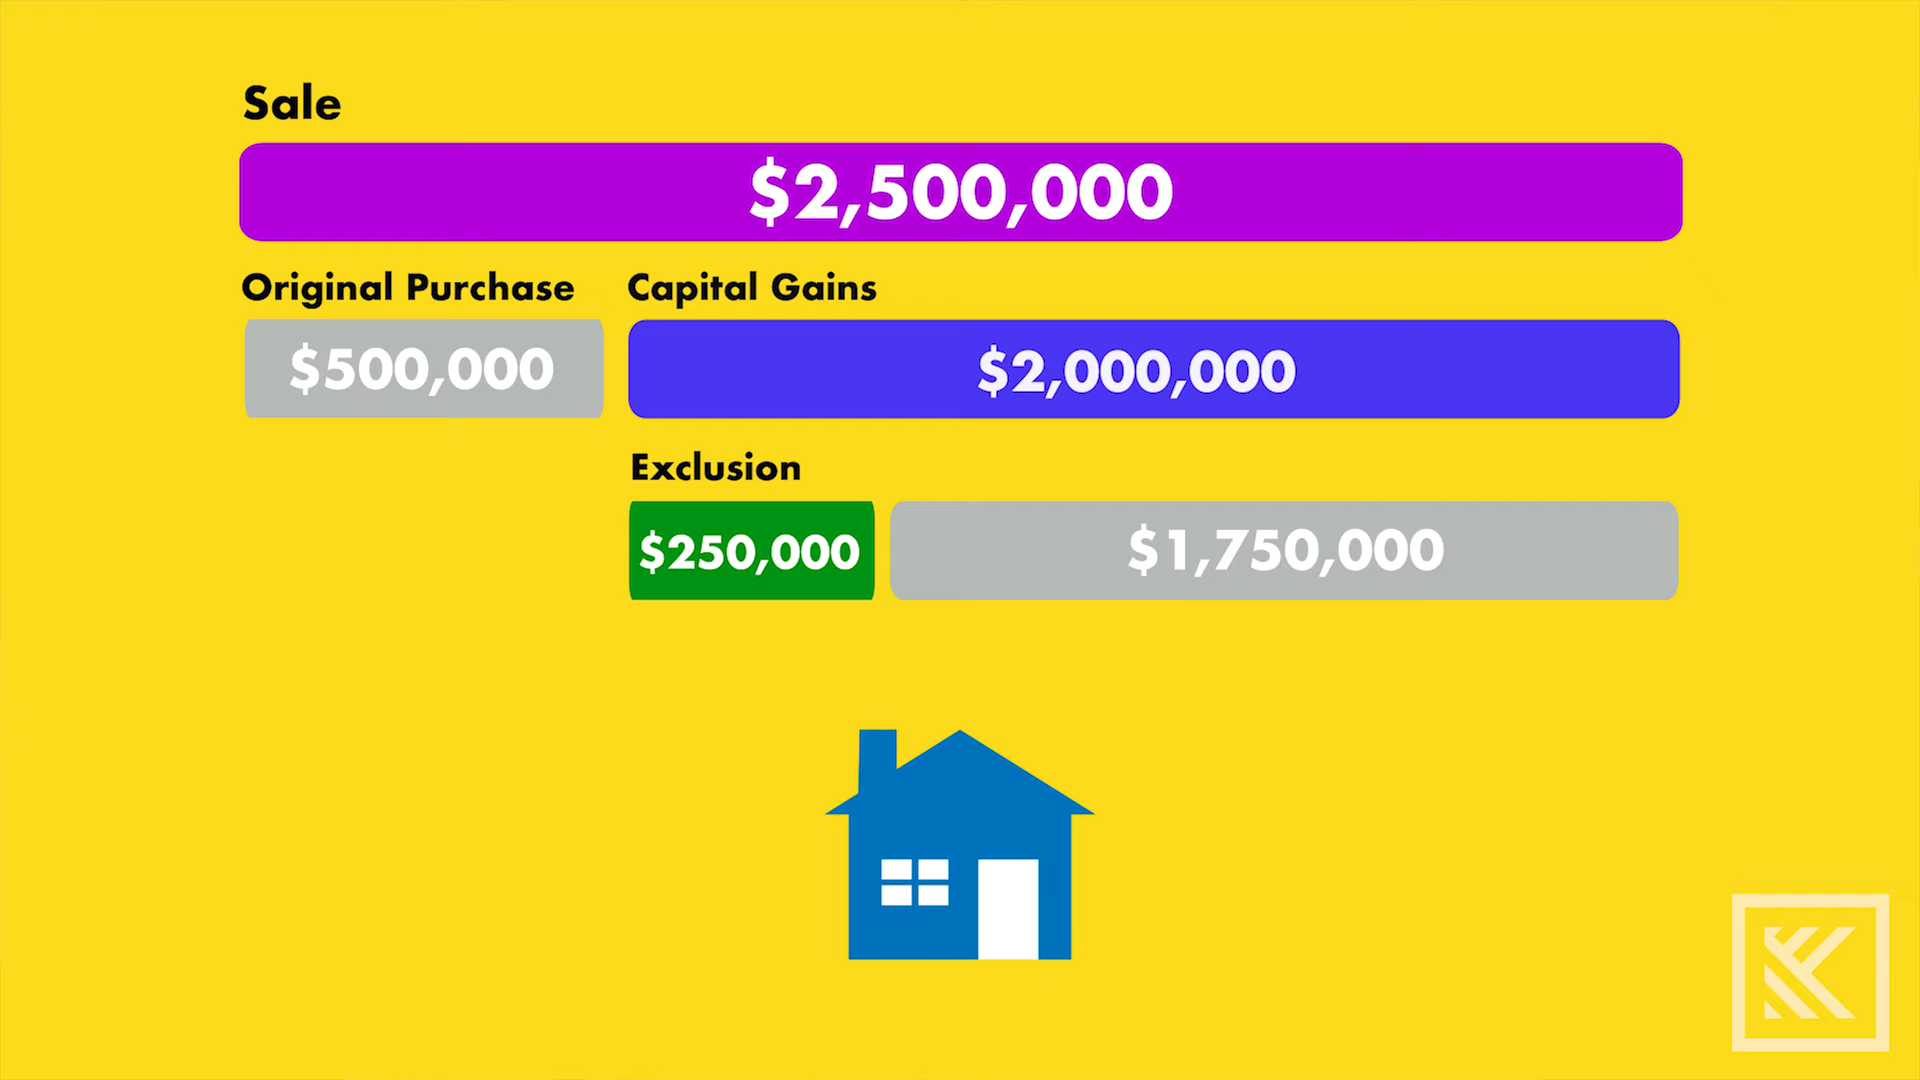 Sale
$2,500,000
Original Purchase
Capital Gains
$500,000
$2,000,000
Exclusion
$250,000
$1,750,000